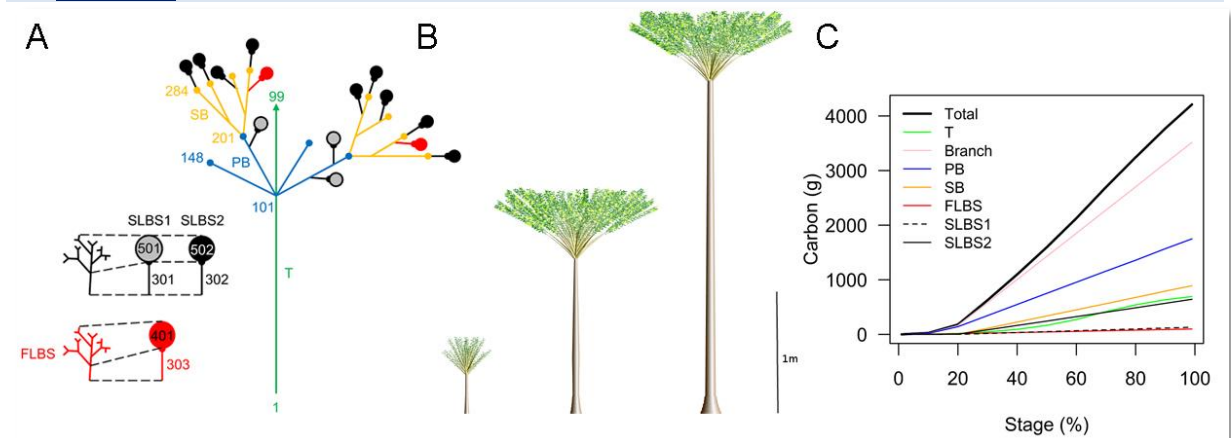 A
B
C
284
SB
201
99
148
PB
101
T
1
SLBS1 SLBS2
501
502
301
302
FLBS
401
303
1m
Carbon (g)
4000
3000
2000
1000
0
Total
T
Branch
PB
SB
FLBS
SLBS1
SLBS2
0 20 40 60 80 100
Stage (%)